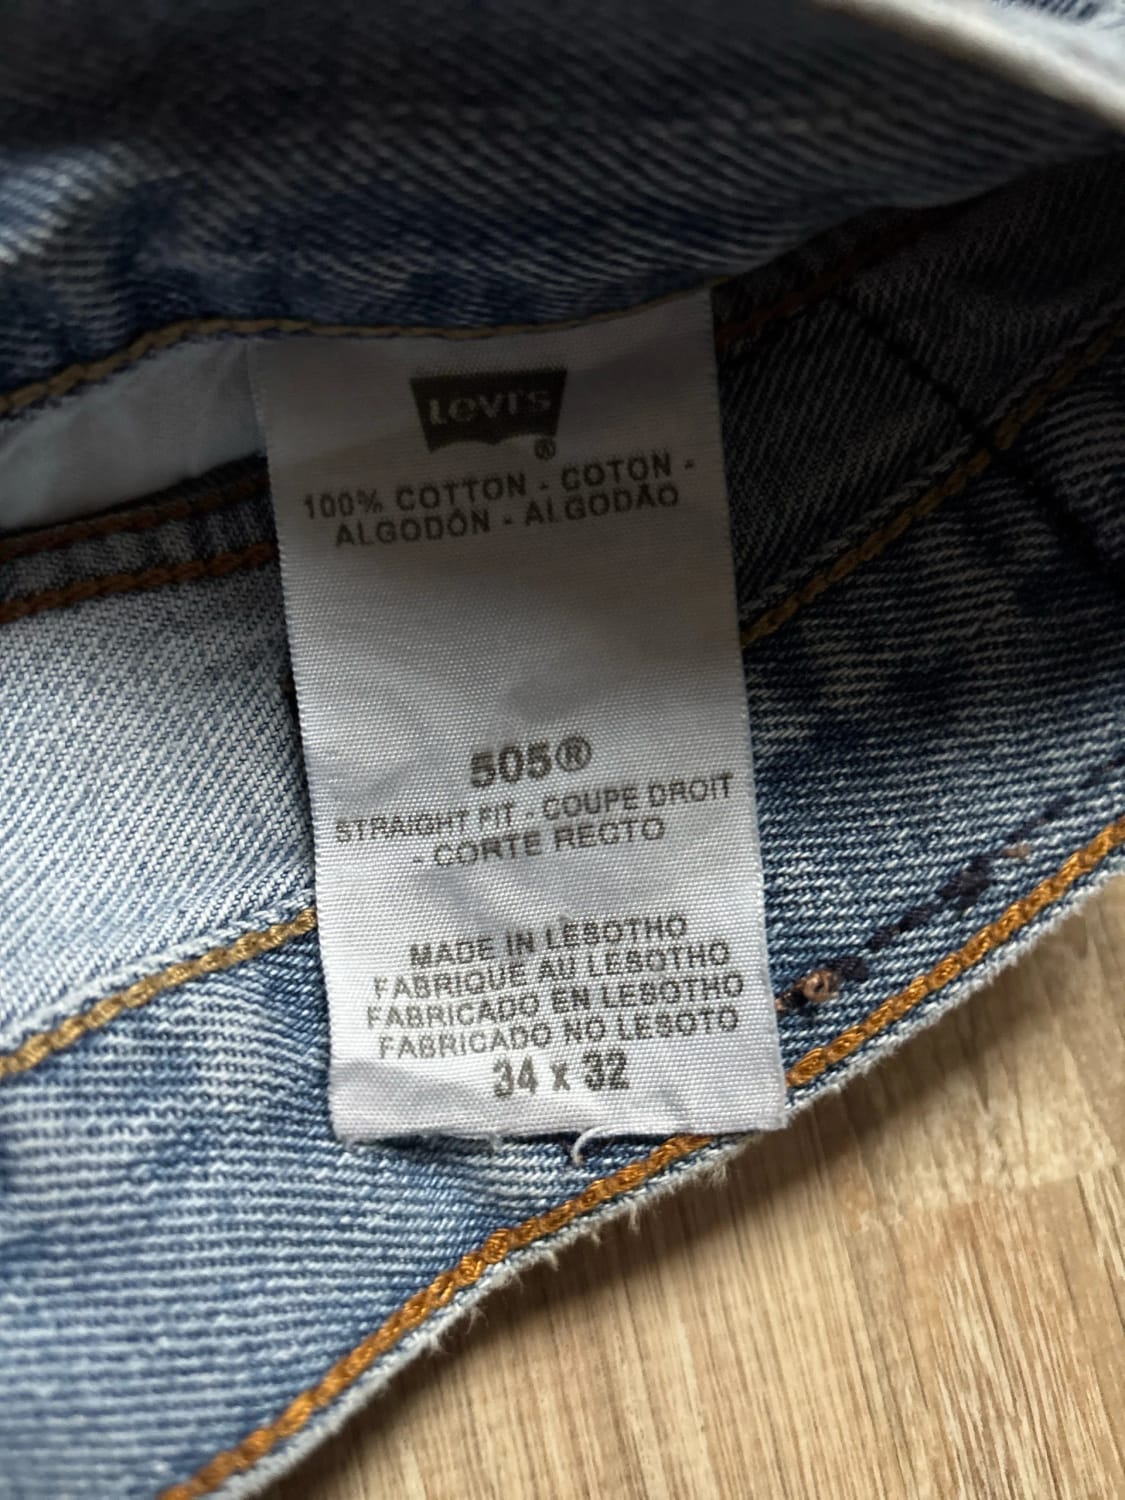 Levi's
®
100% COTTON - COTON -
ALGODÓN - ALGODÃO
505®
STRAIGHT FIT - COUPE DROIT
- CORTE RECTO
MADE IN LESOTHO
FABRIQUE AU LESOTHO
FABRICADO EN LESOTHO
FABRICADO NO LESOTO
34 x 32